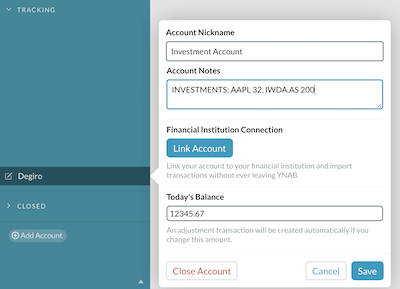 TRACKING
Degiro
CLOSED
Add Account
Account Nickname
Investment Account
Account Notes
INVESTMENTS: AAPL 32, IWDA.AS 200
Financial Institution Connection
Link Account
Link your account to your financial institution and import
transactions without ever leaving YNAB.
Today's Balance
12345.67
An adjustment transaction will be created automatically if
you change this amount.
Close Account
Cancel
Save